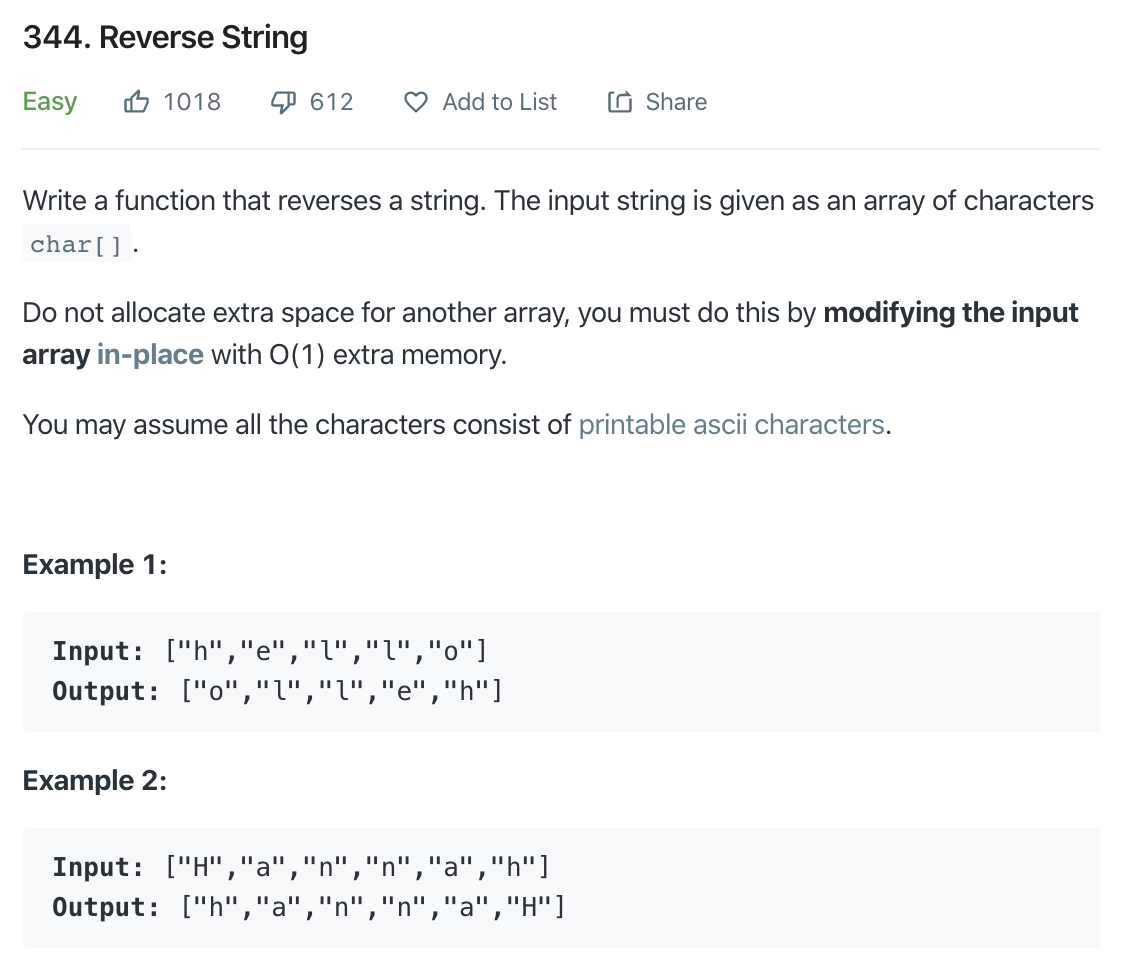 344. Reverse String
Easy 1018 612 Add to List Share
Write a function that reverses a string. The input string is given as an array of characters
char[] .
Do not allocate extra space for another array, you must do this by modifying the input
array in-place with O(1) extra memory.
You may assume all the characters consist of printable ascii characters.
Example 1:
Input: ["h","e","l","l","o"]
Output: ["o","l","l","e","h"]
Example 2:
Input: ["H","a","n","n","a","h"]
Output: ["h","a","n","n","a","H"]